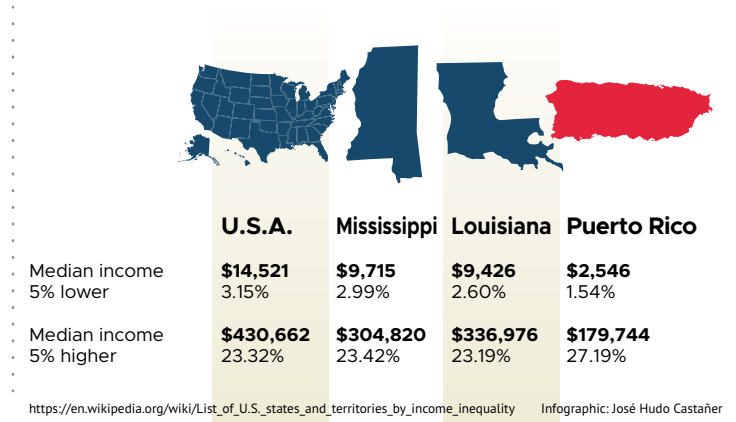 U.S.A. Mississippi Louisiana Puerto Rico
Median income $14,521 $9,715 $9,426 $2,546
5% lower 3.15% 2.99% 2.60% 1.54%
Median income $430,662 $304,820 $336,976 $179,744
5% higher 23.32% 23.42% 23.19% 27.19%
https://en.wikipedia.org/wiki/List_of_U.S._states_and_territories_by_income_inequality Infographic: José Hudo Castañer